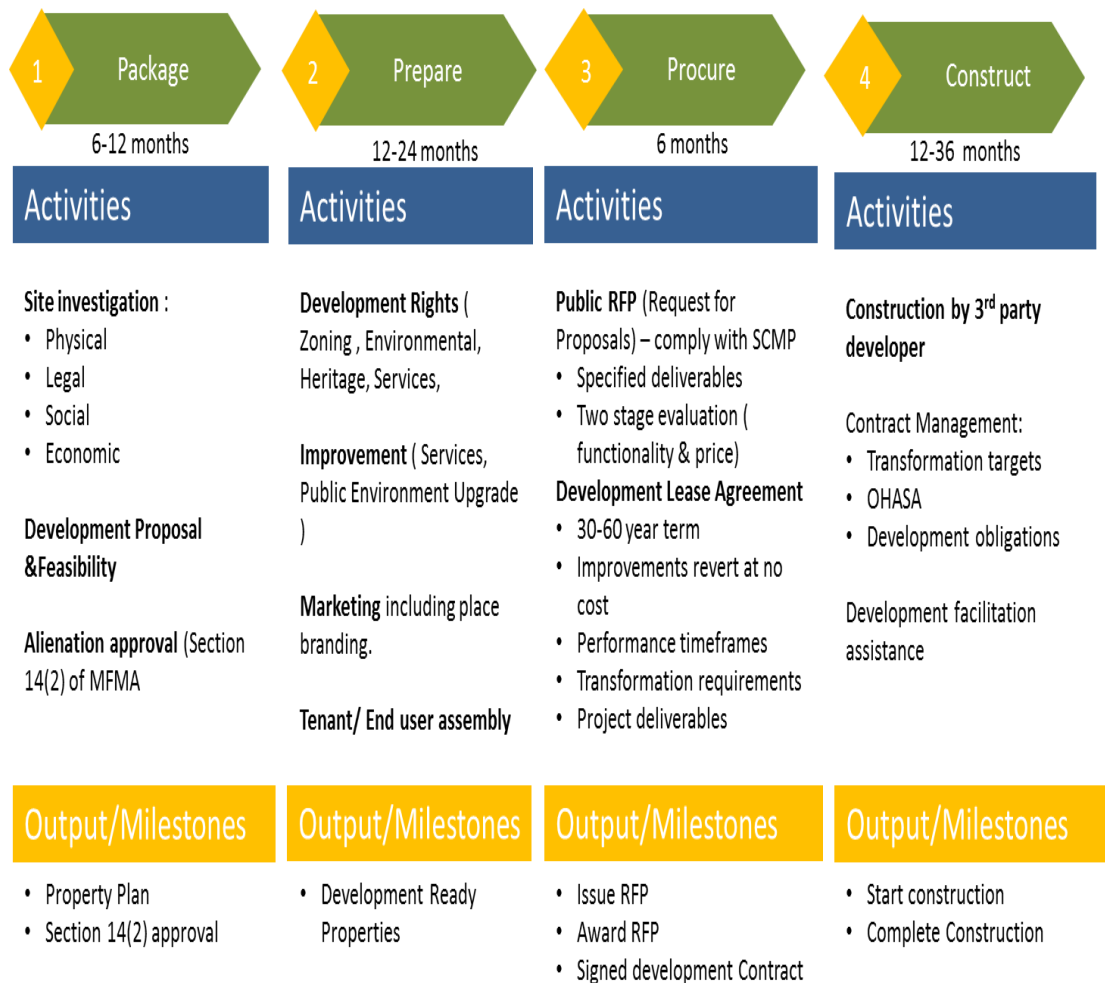 1
Package
6-12 months
Activities
Site investigation :
• Physical
• Legal
• Social
• Economic
Development Proposal
&Feasibility
Alienation approval (Section
14(2) of MFMA
Output/Milestones
• Property Plan
• Section 14(2) approval
2
Prepare
12-24 months
Activities
Development Rights (
Zoning , Environmental,
Heritage, Services,
Improvement ( Services,
Public Environment Upgrade
)
Marketing including place
branding.
Tenant/ End user assembly
Output/Milestones
• Development Ready
Properties
3
Procure
6 months
Activities
Public RFP (Request for
Proposals) – comply with SCMP
• Specified deliverables
• Two stage evaluation (
functionality & price)
Development Lease Agreement
• 30-60 year term
• Improvements revert at no
cost
• Performance timeframes
• Transformation requirements
• Project deliverables
Output/Milestones
• Issue RFP
• Award RFP
• Signed development Contract
4
Construct
12-36 months
Activities
Construction by 3rd party
developer
Contract Management:
• Transformation targets
• OHASA
• Development obligations
Development facilitation
assistance
Output/Milestones
• Start construction
• Complete Construction